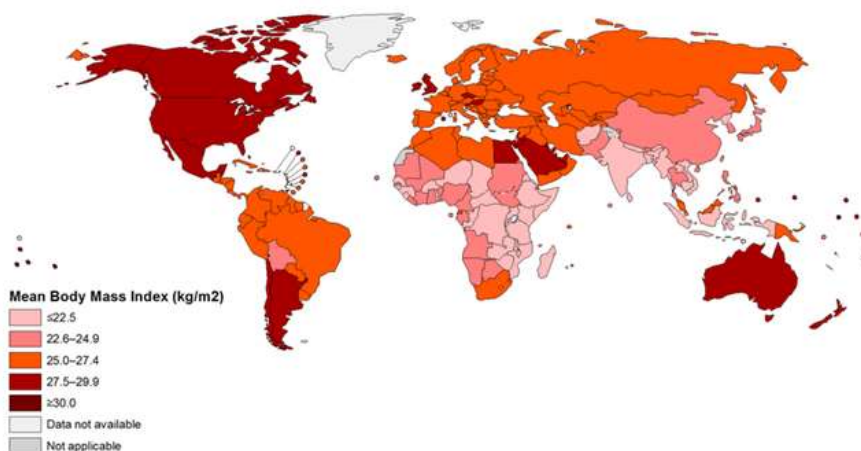 Mean Body Mass Index (kg/m2)
≤22.5
22.6–24.9
25.0–27.4
27.5–29.9
≥30.0
Data not available
Not applicable